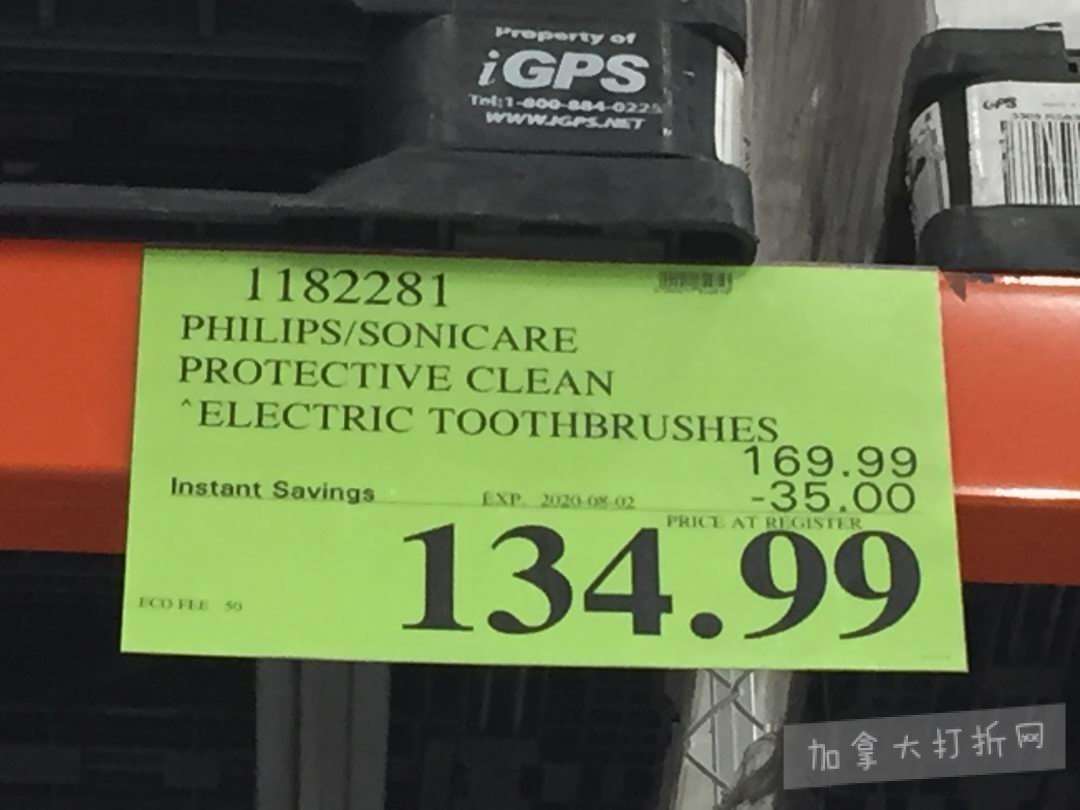 Property of
iGPS
Tel:1-800-884-0225
WWW.IGPS.NET
iGPS
1182281
PHILIPS/SONICARE
PROTECTIVE CLEAN
^ELECTRIC TOOTHBRUSHES
169.99
Instant Savings EXP. 2020-08-02 -35.00
PRICE AT REGISTER
134.99
ECO FEE 50
加拿大打折网